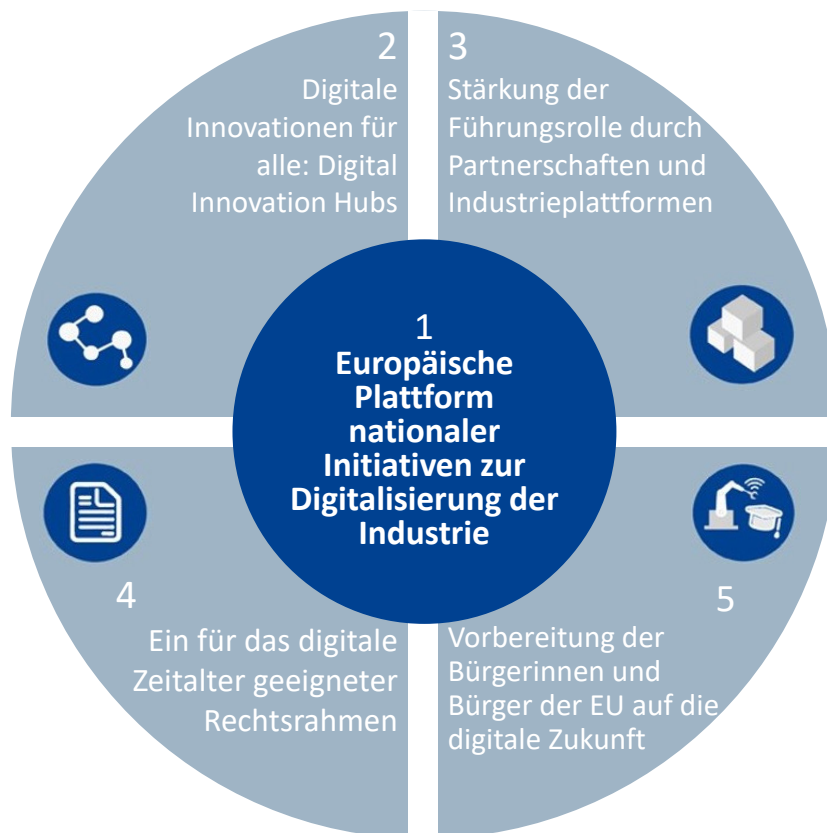 2
Digitale
Innovationen für
alle: Digital
Innovation Hubs
3
Stärkung der
Führungsrolle durch
Partnerschaften und
Industrieplattformen
1
Europäische
Plattform
nationaler
Initiativen zur
Digitalisierung der
Industrie
4
Ein für das digitale
Zeitalter geeigneter
Rechtsrahmen
5
Vorbereitung der
Bürgerinnen und
Bürger der EU auf die
digitale Zukunft